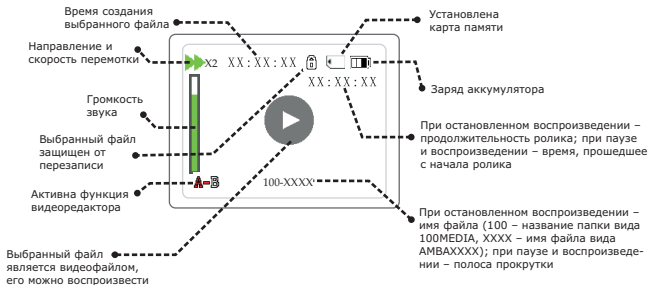 Время создания
выбранного файла
Направление и
скорость перемотки
Громкость
звука
Выбранный файл
защищен от
перезаписи
Активна функция
видеоредактора
Выбранный файл
является видеофайлом,
его можно воспроизвести
X2 XX:XX:XX
XX:XX:XX
A-B
100-XXXX
Установлена
карта памяти
Заряд аккумулятора
При остановленном воспроизведении –
продолжительность ролика; при паузе
и воспроизведении – время, прошедшее
с начала ролика
При остановленном воспроизведении –
имя файла (100 – название папки вида
100MEDIA, XXXX – имя файла вида
AMBAXXXX); при паузе и воспроизведе-
нии – полоса прокрутки